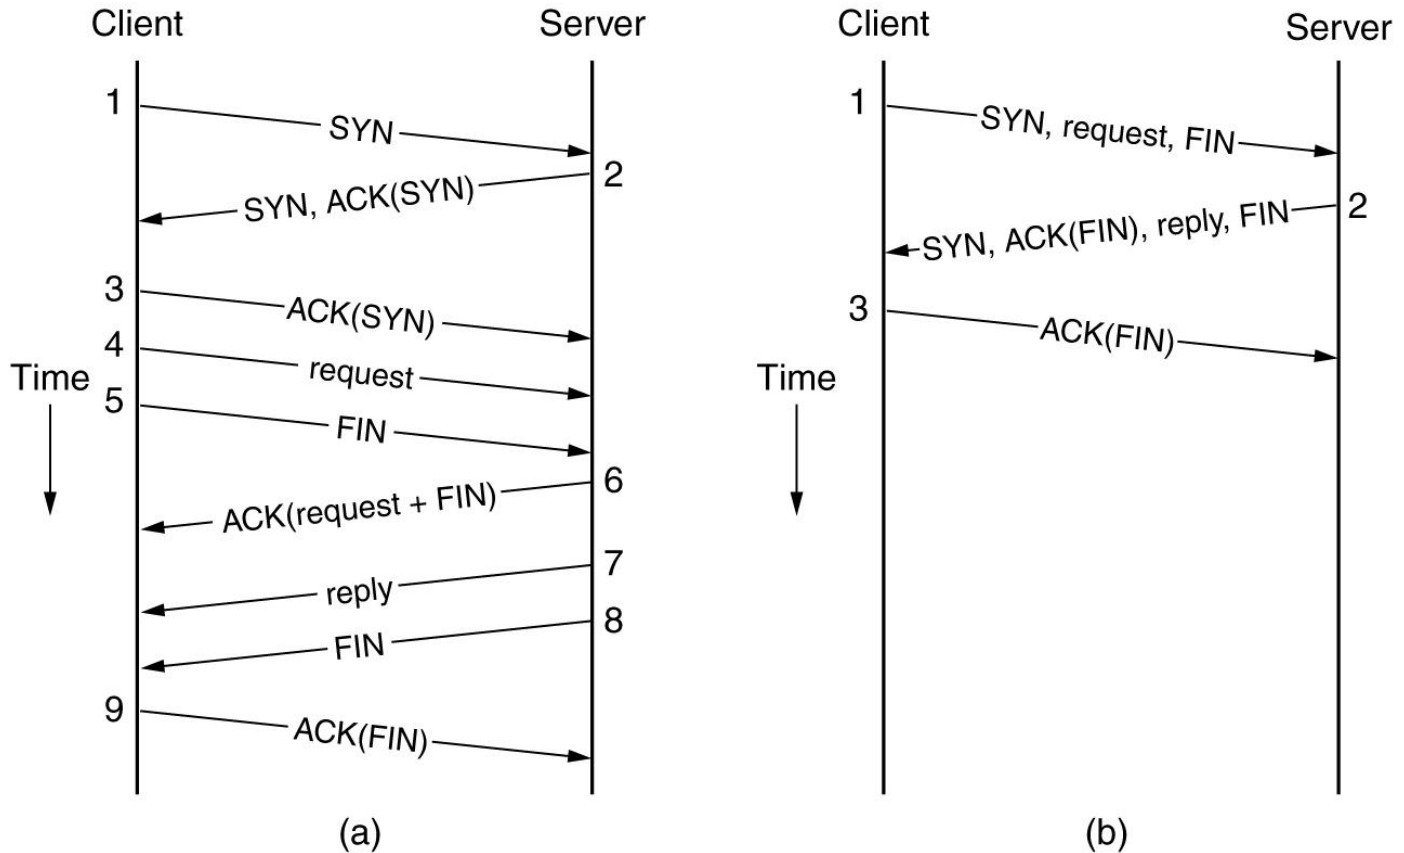 Client
Server
1
SYN
2
SYN, ACK(SYN)
3
ACK(SYN)
4
request
Time
5
FIN
6
ACK(request + FIN)
7
reply
8
FIN
9
ACK(FIN)
(a)
Client
Server
1
SYN, request, FIN
2
SYN, ACK(FIN), reply, FIN
3
ACK(FIN)
Time
(b)